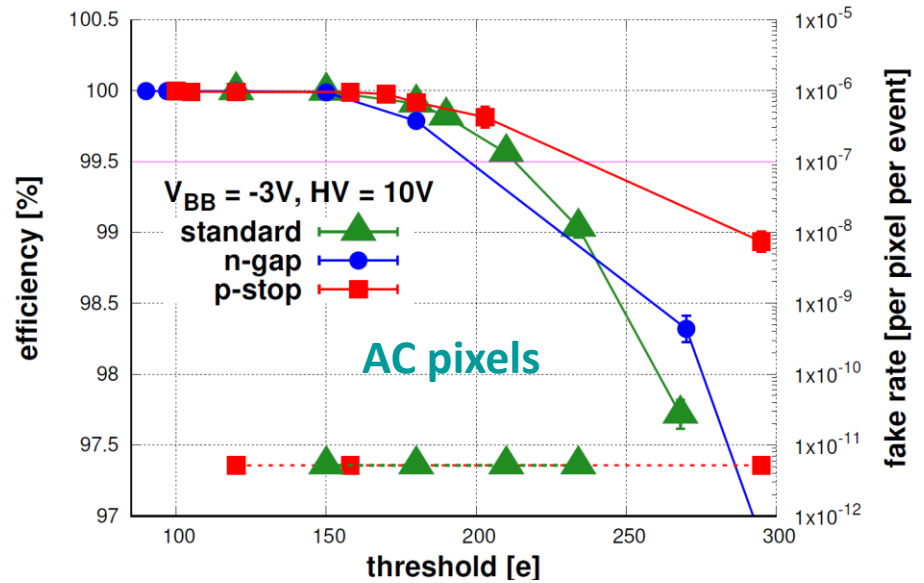 100.5
100
99.5
99
98.5
98
97.5
97
efficiency [%]
V_BB = -3V, HV = 10V
standard
n-gap
p-stop
AC pixels
100
150
200
250
300
threshold [e]
1x10^-5
1x10^-6
1x10^-7
1x10^-8
1x10^-9
1x10^-10
1x10^-11
1x10^-12
fake rate [per pixel per event]